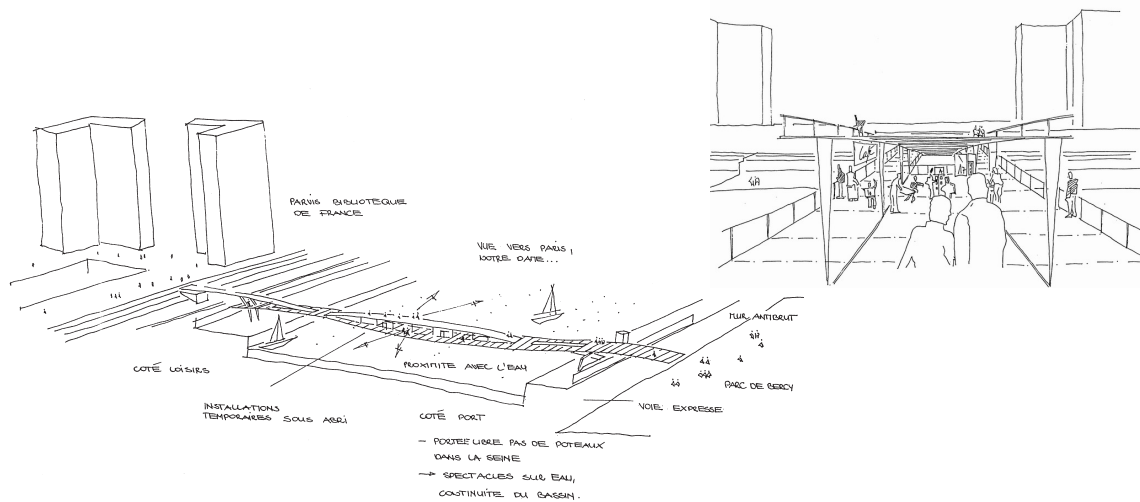 Café
PARVIS BIBLIOTEQUE
DE FRANCE
VUE VERS PARIS,
NOTRE DAME...
MUR ANTIBRUT
COTÉ LOISIRS
PROXIMITE AVEC L'EAU
PARC DE BERCY
INSTALLATIONS
TEMPORAIRES SOUS ABRI
COTÉ PORT
VOIE EXPRESSE
— PORTEE LIBRE PAS DE POTEAUX
DANS LA SEINE
→ SPECTACLES SUR EAU,
CONTINUITE DU BASSIN.